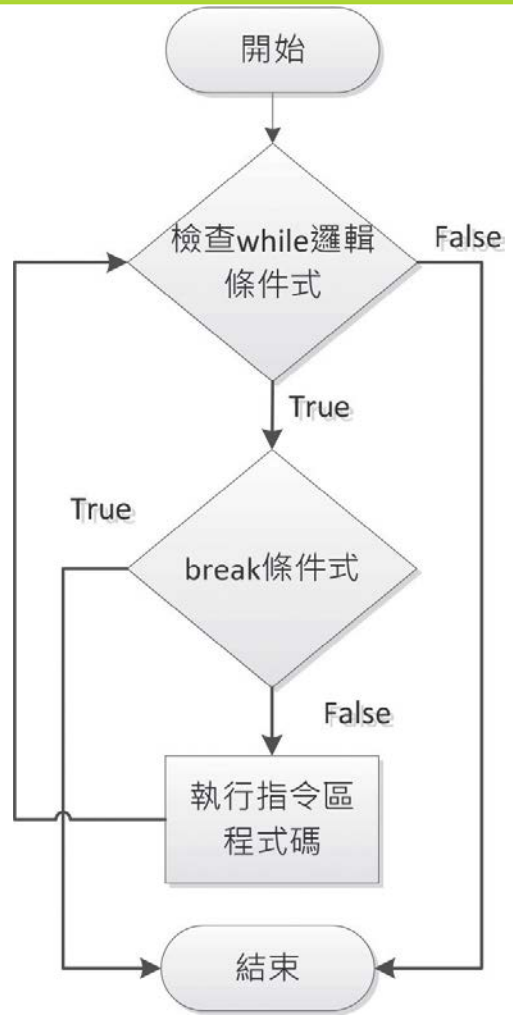 開始
檢查while邏輯
條件式
False
True
True
break條件式
False
執行指令區
程式碼
結束